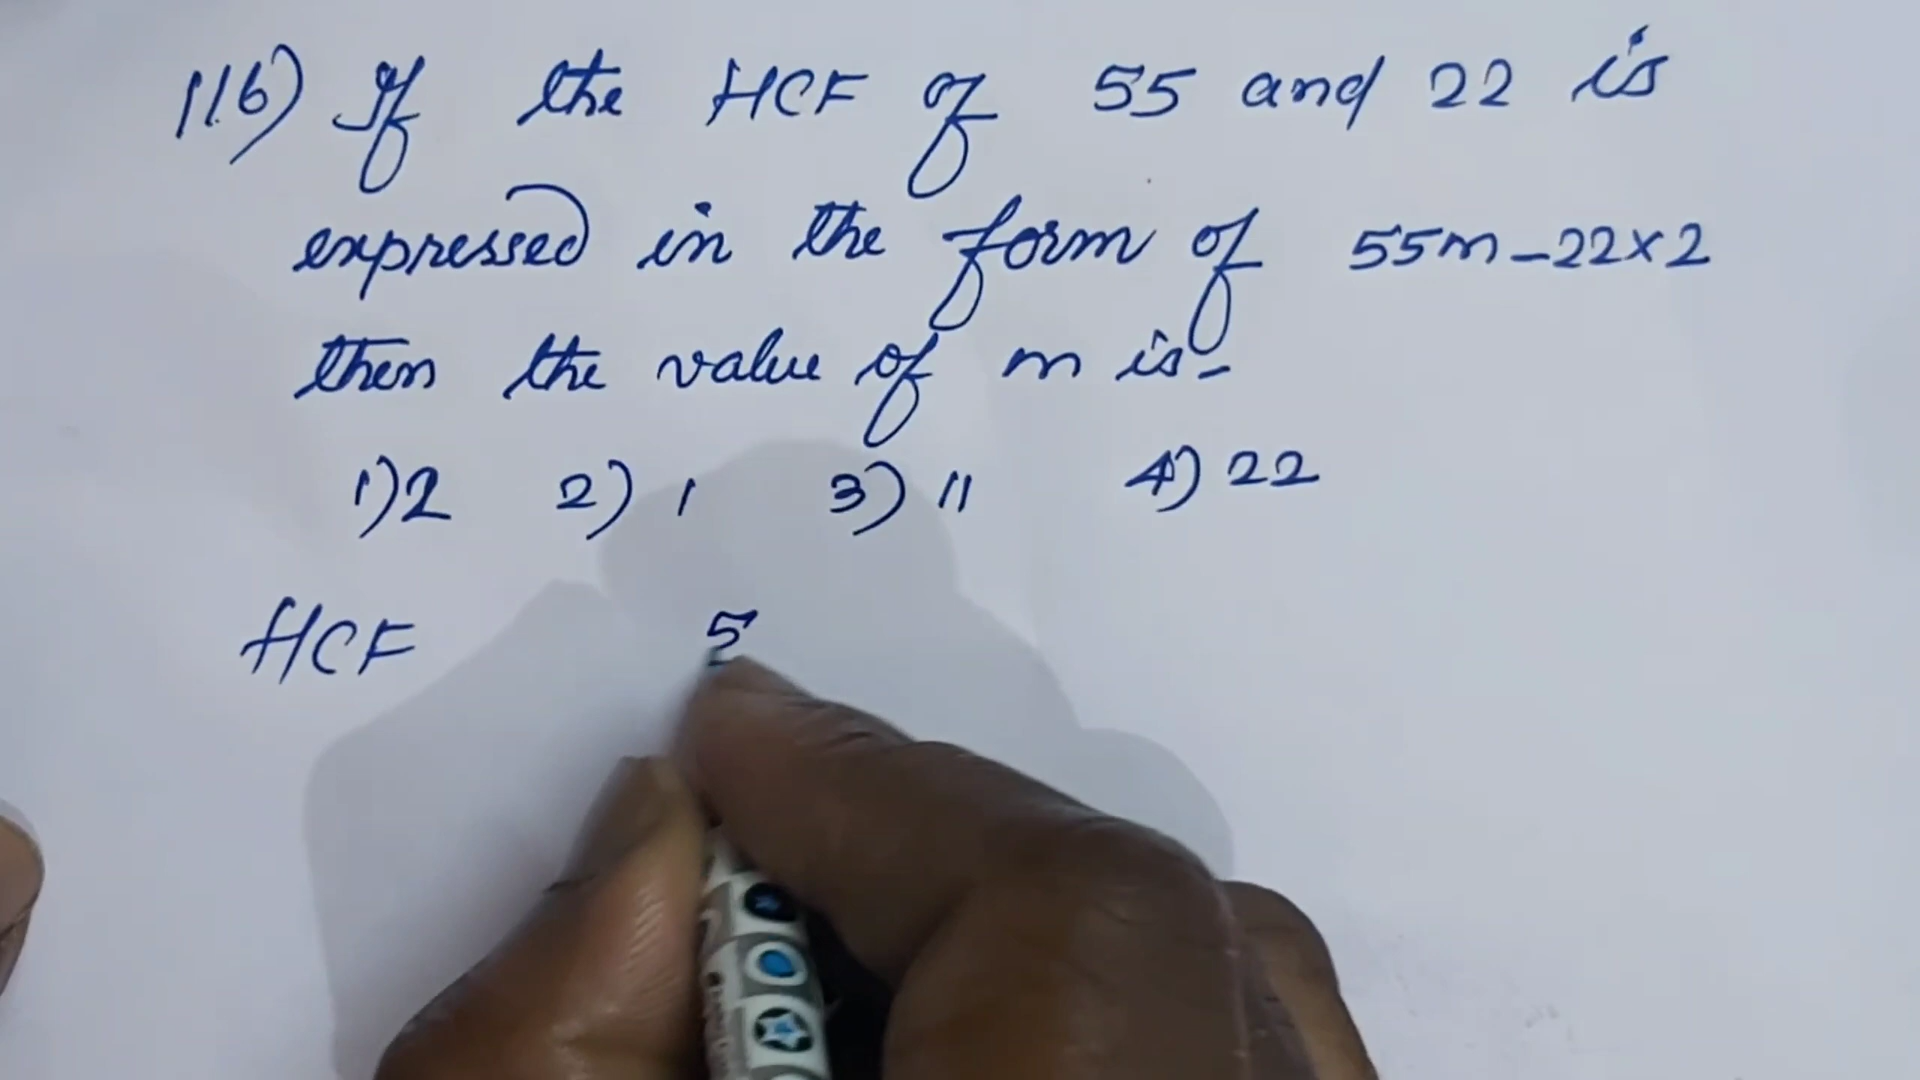 116) If the HCF of 55 and 22 is
expressed in the form of 55m-22×2
then the value of m is-
1)2 2) 1 3) 11 4) 22
HCF 5